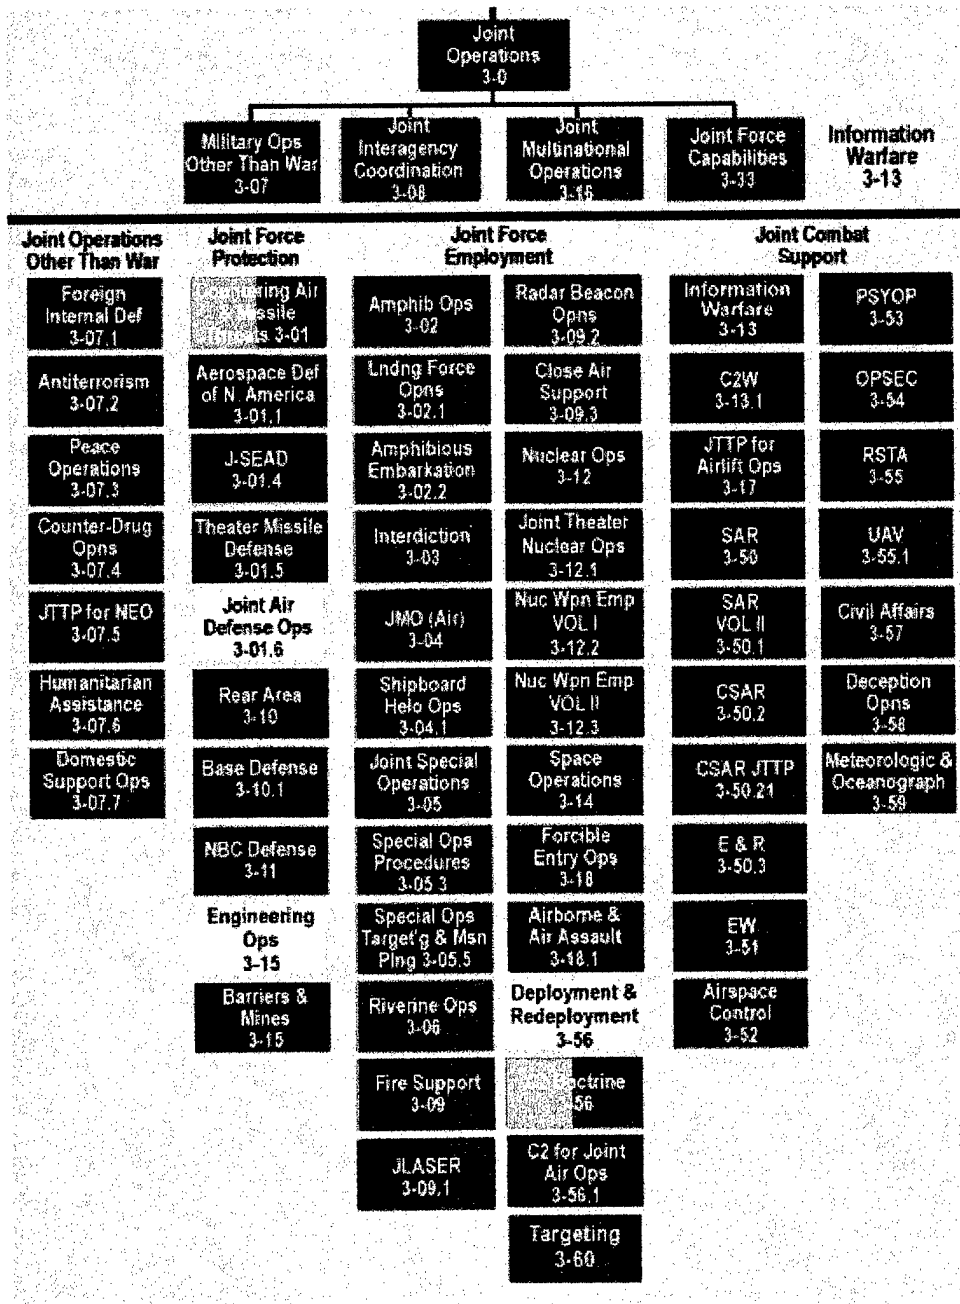 Joint
Operations
3-0
Military Ops
Other Than War
3-07
Joint
Interagency
Coordination
3-08
Joint
Multinational
Operations
3-16
Joint Force
Capabilities
3-33
Information
Warfare
3-13
Joint Operations
Other Than War
Foreign
Internal Def
3-07.1
Antiterrorism
3-07.2
Peace
Operations
3-07.3
Counter-Drug
Opns
3-07.4
JTTP for NEO
3-07.5
Humanitarian
Assistance
3-07.6
Domestic
Support Ops
3-07.7
Joint Force
Protection
Air
3-01
Aerospace Def
of N. America
3-01.1
J-SEAD
3-01.4
Theater Missile
Defense
3-01.5
Joint Air
Defense Ops
3-01.6
Rear Area
3-10
Base Defense
3-10.1
NBC Defense
3-11
Engineering
Ops
3-15
Barriers &
Mines
3-15
Joint Force
Employment
Amphib Ops
3-02
Lndng Force
Opns
3-02.1
Amphibious
Embarkation
3-02.2
Interdiction
3-03
JMO (Air)
3-04
Shipboard
Helo Ops
3-04.1
Joint Special
Operations
3-05
Special Ops
Procedures
3-05.3
Special Ops
Target'g & Msn
Plng 3-05.5
Riverine Ops
3-06
Fire Support
3-09
JLASER
3-09.1
Radar Beacon
Opns
3-09.2
Close Air
Support
3-09.3
Nuclear Ops
3-12
Joint Theater
Nuclear Ops
3-12.1
Nuc Wpn Emp
VOL I
3-12.2
Nuc Wpn Emp
VOL II
3-12.3
Space
Operations
3-14
Forcible
Entry Ops
3-18
Airborne &
Air Assault
3-18.1
Deployment &
Redeployment
3-56
56
C2 for Joint
Air Ops
3-56.1
Targeting
3-60
Joint Combat
Support
Information
Warfare
3-13
C2W
3-13.1
JTTP for
Airlift Ops
3-17
SAR
3-50
SAR
VOL II
3-50.1
CSAR
3-50.2
CSAR JTTP
3-50.21
E & R
3-50.3
EW
3-51
Airspace
Control
3-52
PSYOP
3-53
OPSEC
3-54
RSTA
3-55
UAV
3-55.1
Civil Affairs
3-57
Deception
Opns
3-58
Meteorologic &
Oceanograph
3-59